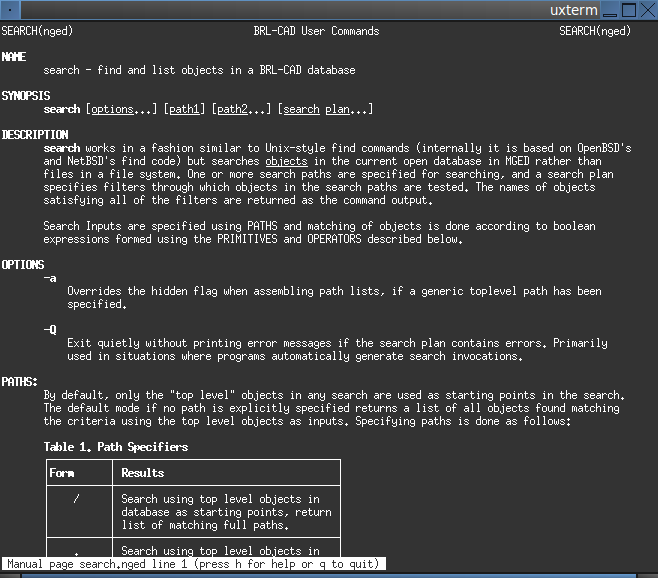 uxterm
SEARCH(nged) BRL-CAD User Commands SEARCH(nged)
NAME
search - find and list objects in a BRL-CAD database
SYNOPSIS
search [options...] [path1] [path2...] [search plan...]
DESCRIPTION
search works in a fashion similar to Unix-style find commands (internally it is based on OpenBSD's
and NetBSD's find code) but searches objects in the current open database in MGED rather than
files in a file system. One or more search paths are specified for searching, and a search plan
specifies filters through which objects in the search paths are tested. The names of objects
satisfying all of the filters are returned as the command output.
Search Inputs are specified using PATHS and matching of objects is done according to boolean
expressions formed using the PRIMITIVES and OPERATORS described below.
OPTIONS
-a
Overrides the hidden flag when assembling path lists, if a generic toplevel path has been
specified.
-Q
Exit quietly without printing error messages if the search plan contains errors. Primarily
used in situations where programs automatically generate search invocations.
PATHS:
By default, only the "top level" objects in any search are used as starting points in the search.
The default mode if no path is explicitly specified returns a list of all objects found matching
the criteria using the top level objects as inputs. Specifying paths is done as follows:
Table 1. Path Specifiers
Form Results
/ Search using top level objects in
database as starting points, return
list of matching full paths.
. Search using top level objects in
Manual page search.nged line 1 (press h for help or q to quit)